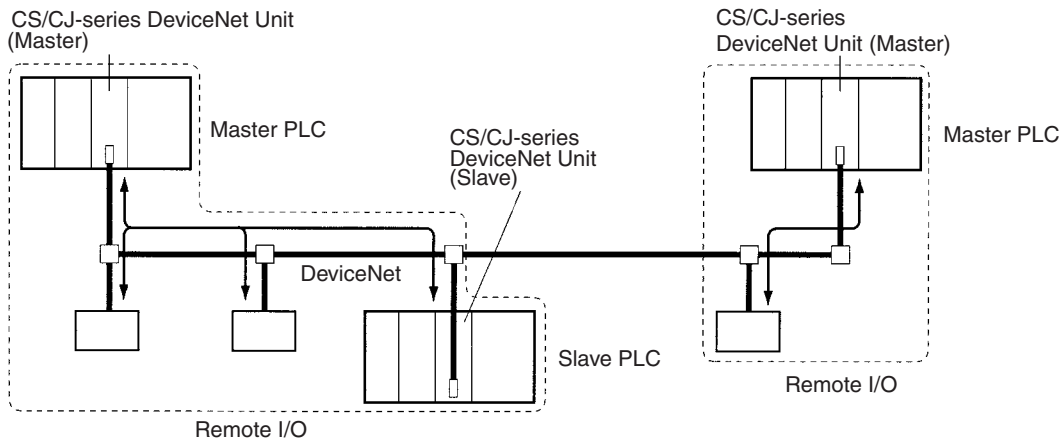 CS/CJ-series DeviceNet Unit
(Master)
CS/CJ-series
DeviceNet Unit (Master)
Master PLC
CS/CJ-series
DeviceNet Unit
(Slave)
Master PLC
DeviceNet
Slave PLC
Remote I/O
Remote I/O